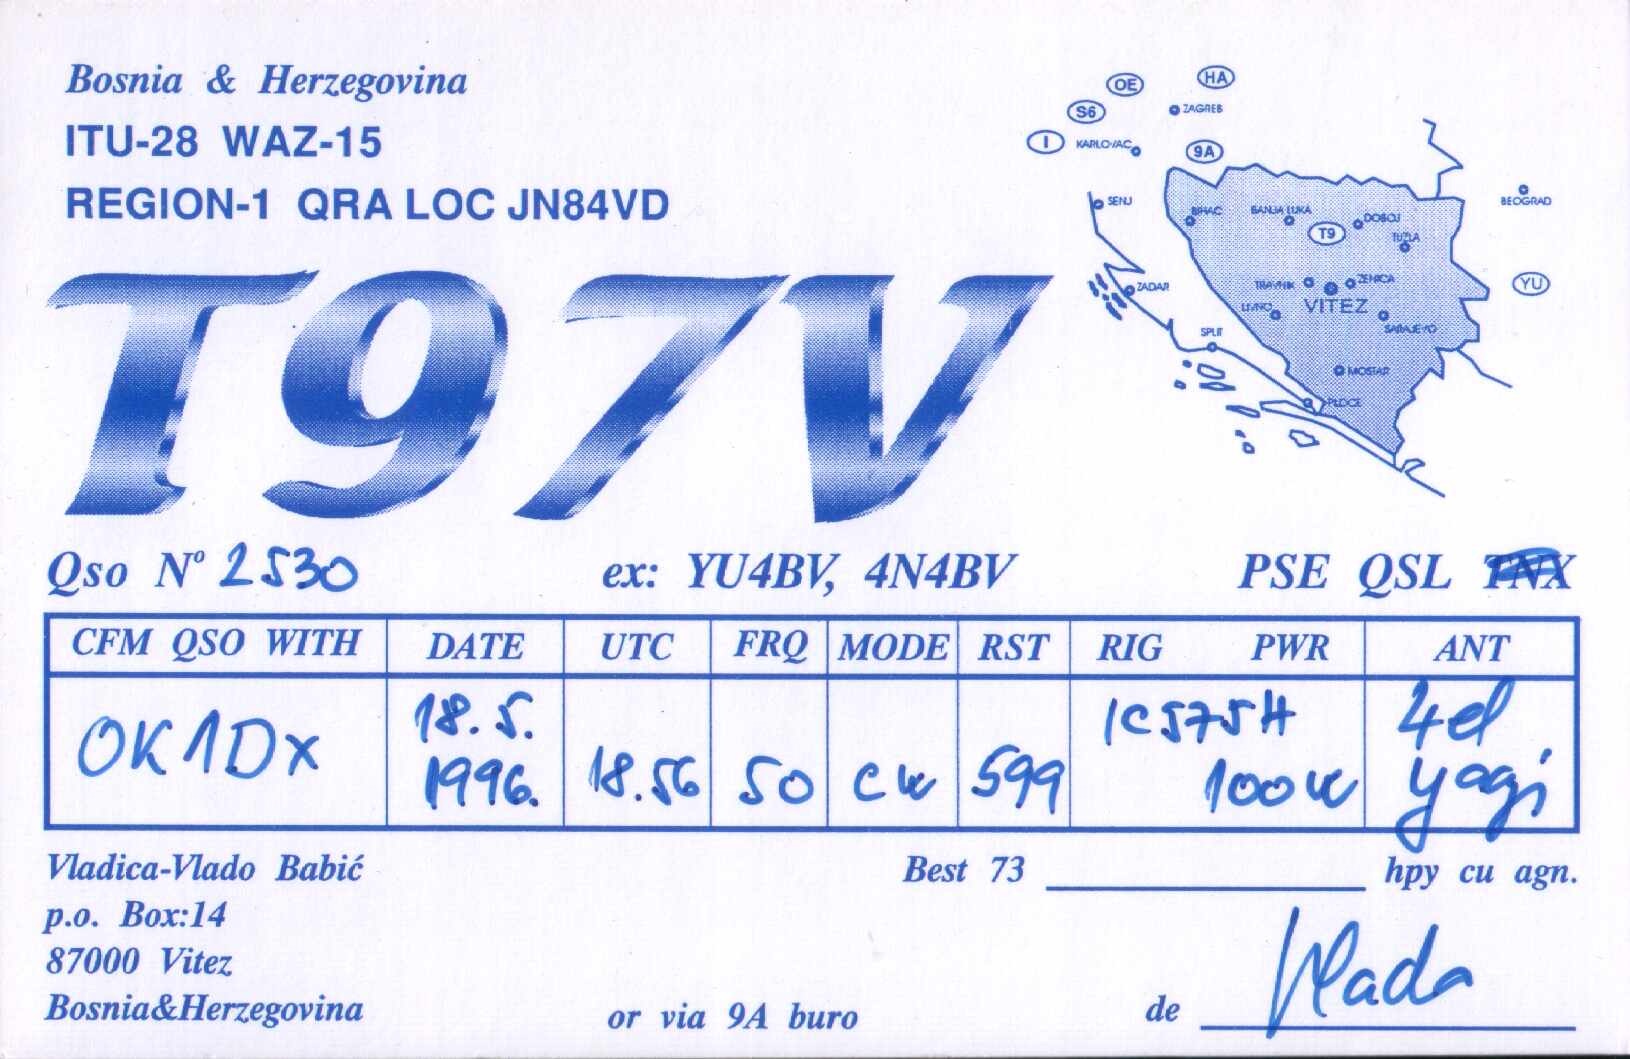 Bosnia & Herzegovina
ITU-28 WAZ-15
REGION-1 QRA LOC JN84VD
OE
HA
S6
ZAGREB
I
KARLOVAC
9A
SENJ
BIHAC
BANJA LUKA
DOBOJ
BEOGRAD
T9
TUZLA
ZADAR
TRAVNIK
ZENICA
YU
LIVNO
VITEZ
SARAJEVO
SPLIT
MOSTAR
PLOCE
T97V
Qso Nº 2530 ex: YU4BV, 4N4BV PSE QSL TNX
CFM QSO WITH DATE UTC FRQ MODE RST RIG PWR ANT
18.5. IC575H 4el
OK1DX 1996. 18.56 50 CW 599 100W yagi
Vladica-Vlado Babić Best 73 hpy cu agn.
p.o. Box:14
87000 Vitez
Bosnia&Herzegovina or via 9A buro de Vlado